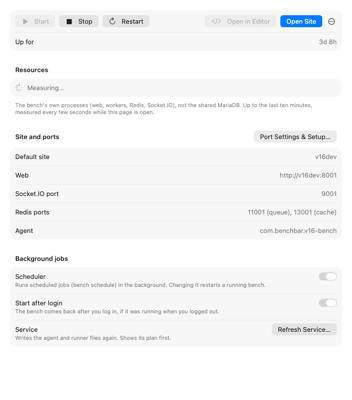 Start
Stop
Restart
Open in Editor
Open Site
Up for
3d 8h
Resources
Measuring...
The bench's own processes (web, workers, Redis, Socket.IO), not the shared MariaDB. Up to the last ten minutes,
measured every few seconds while this page is open.
Site and ports
Port Settings & Setup...
Default site
v16dev
Web
http://v16dev:8001
Socket.IO port
9001
Redis ports
11001 (queue), 13001 (cache)
Agent
com.benchbar.v16-bench
Background jobs
Scheduler
Runs scheduled jobs (bench schedule) in the background. Changing it restarts a running bench.
Start after login
The bench comes back after you log in, if it was running when you logged out.
Service
Refresh Service...
Writes the agent and runner files again. Shows its plan first.